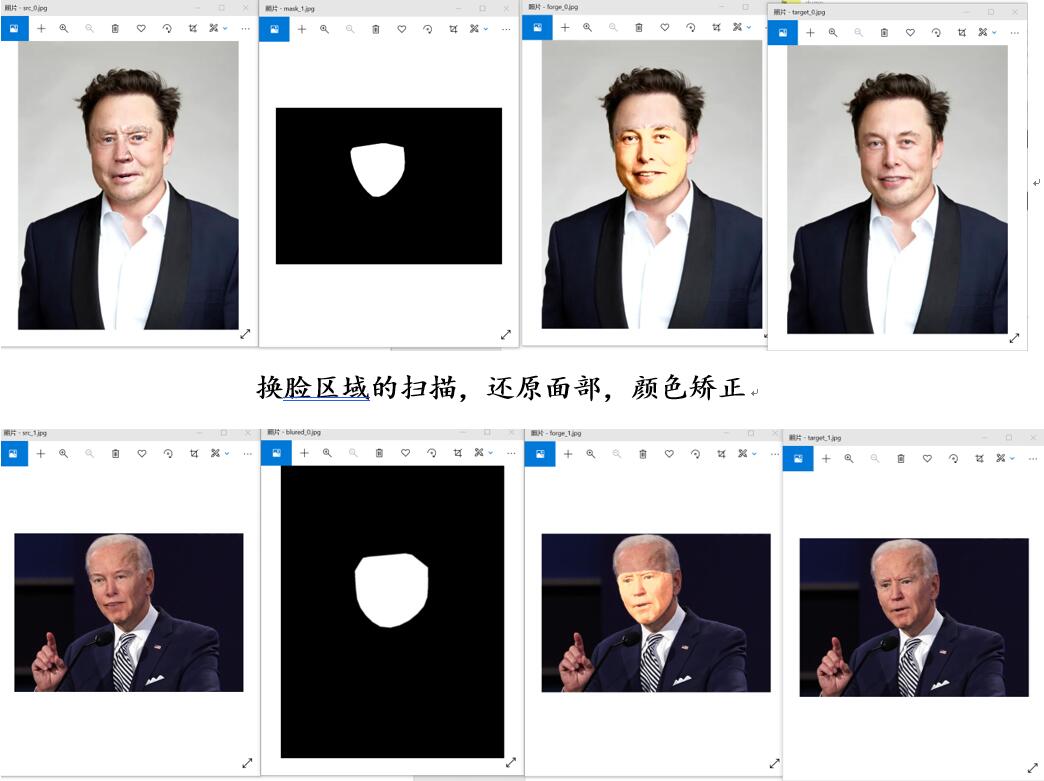 照片 - src_0.jpg
照片 - mask_1.jpg
照片 - forge_0.jpg
照片 - target_0.jpg
换脸区域的扫描，还原面部，颜色矫正
照片 - src_1.jpg
照片 - blured_0.jpg
照片 - forge_1.jpg
照片 - target_1.jpg